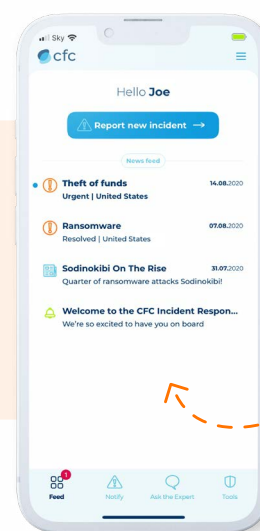 Sky
cfc
Hello Joe
Report new incident →
News feed
Theft of funds 14.08.2020
Urgent | United States
Ransomware 07.08.2020
Resolved | United States
Sodinokibi On The Rise 31.07.2020
Quarter of ransomware attacks Sodinokibi!
Welcome to the CFC Incident Respon...
We're so excited to have you on board
1
Feed Notify Ask the Expert Tools